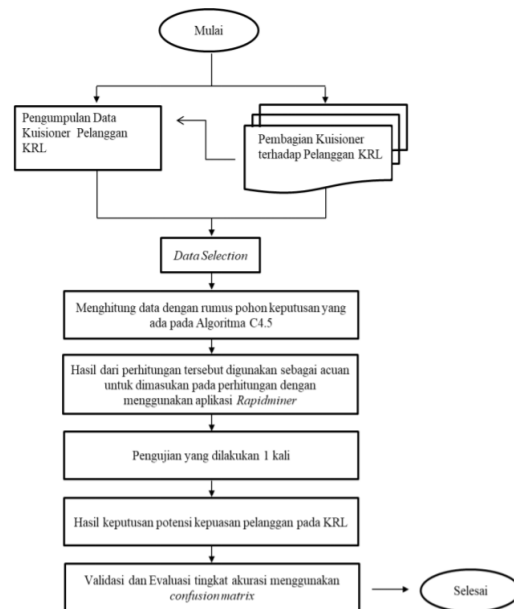 Mulai
Pengumpulan Data
Kuisioner Pelanggan
KRL
Pembagian Kuisioner
terhadap Pelanggan KRL
Data Selection
Menghitung data dengan rumus pohon keputusan yang
ada pada Algoritma C4.5
Hasil dari perhitungan tersebut digunakan sebagai acuan
untuk dimasukan pada perhitungan dengan
menggunakan aplikasi Rapidminer
Pengujian yang dilakukan 1 kali
Hasil keputusan potensi kepuasan pelanggan pada KRL
Validasi dan Evaluasi tingkat akurasi menggunakan
confusion matrix
Selesai